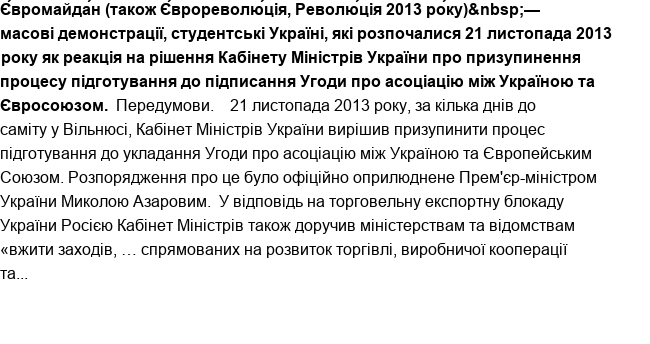 Євромайда́н (також Єврореволю́ція, Револю́ція 2013 ро́ку)&nbsp;—
масові демонстрації, студентські Україні, які розпочалися 21 листопада 2013
року як реакція на рішення Кабінету Міністрів України про призупинення
процесу підготування до підписання Угоди про асоціацію між Україною та
Євросоюзом.  Передумови.    21 листопада 2013 року, за кілька днів до
саміту у Вільнюсі, Кабінет Міністрів України вирішив призупинити процес
підготування до укладання Угоди про асоціацію між Україною та Європейським
Союзом. Розпорядження про це було офіційно оприлюднене Прем'єр-міністром
України Миколою Азаровим.  У відповідь на торговельну експортну блокаду
України Росією Кабінет Міністрів також доручив міністерствам та відомствам
«вжити заходів, … спрямованих на розвиток торгівлі, виробничої кооперації
та...